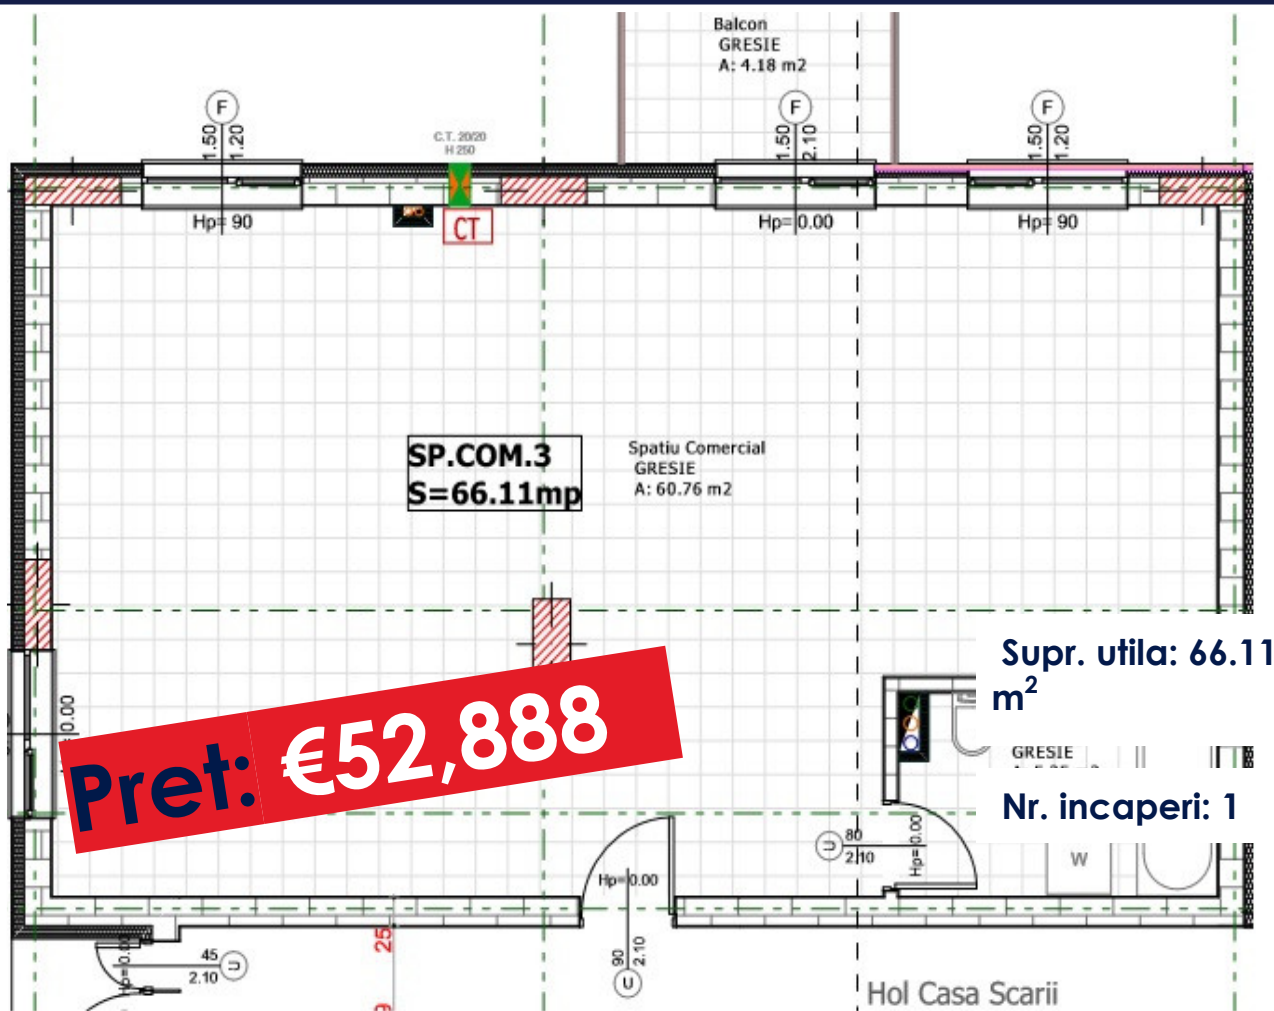 Balcon
GRESIE
A: 4.18 m2
F
1.50
1.20
C.T. 20/20
H 250
F
1.50
2.10
F
1.50
1.20
Hp= 90
CT
Hp=0.00
Hp= 90
SP.COM.3
S=66.11mp
Spatiu Comercial
GRESIE
A: 60.76 m2
Supr. utila: 66.11
m²
0.00
Pret: €52,888
GRESIE
Nr. incaperi: 1
U
80
2.10
Hp=0.00
W
Hp=0.00
90
2.10
U
45
2.10
U
Hp=0.00
25
Hol Casa Scarii